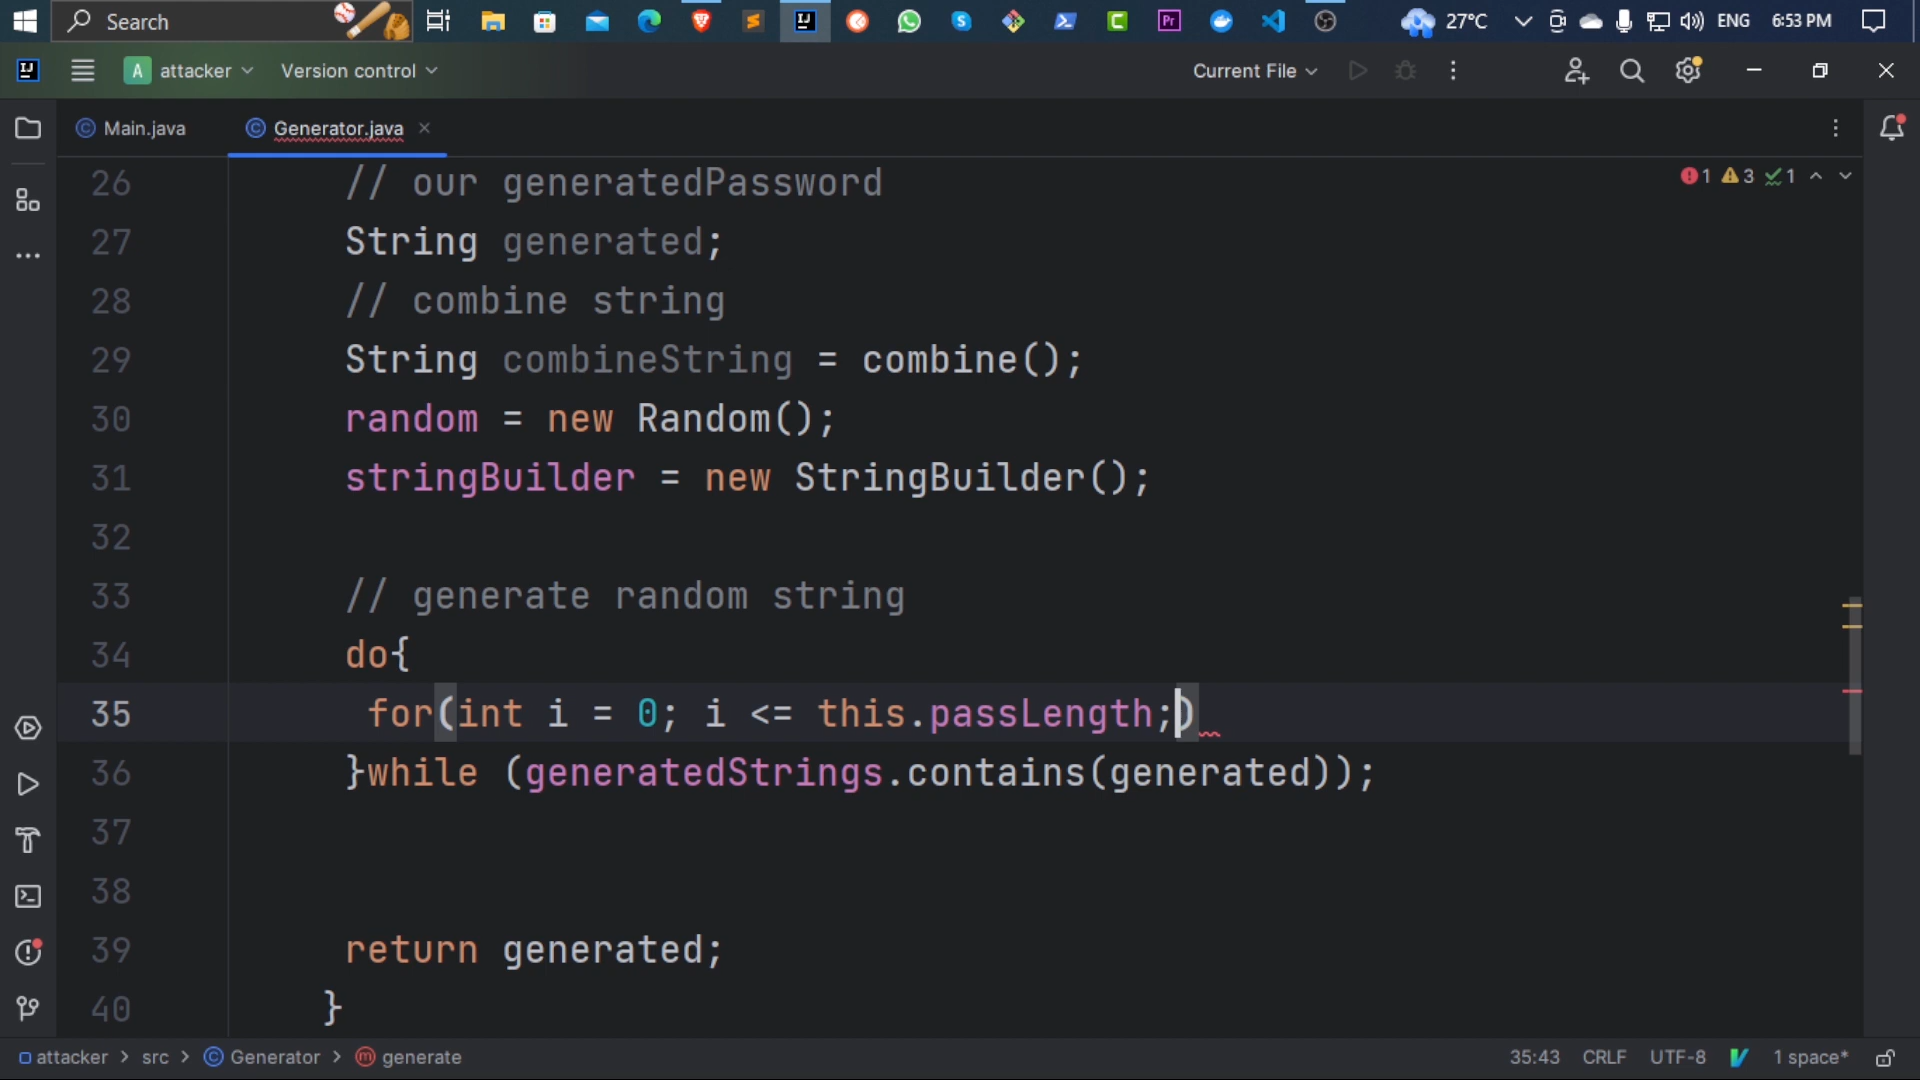 Search
27°C
ENG
6:53 PM
A attacker
Version control
Current File
Main.java
Generator.java
1 3 1
26 // our generatedPassword
27 String generated;
28 // combine string
29 String combineString = combine();
30 random = new Random();
31 stringBuilder = new StringBuilder();
32
33 // generate random string
34 do{
35 for(int i = 0; i <= this.passLength;)
36 }while (generatedStrings.contains(generated));
37
38
39 return generated;
40 }
attacker > src > Generator > generate
35:43 CRLF UTF-8 1 space*